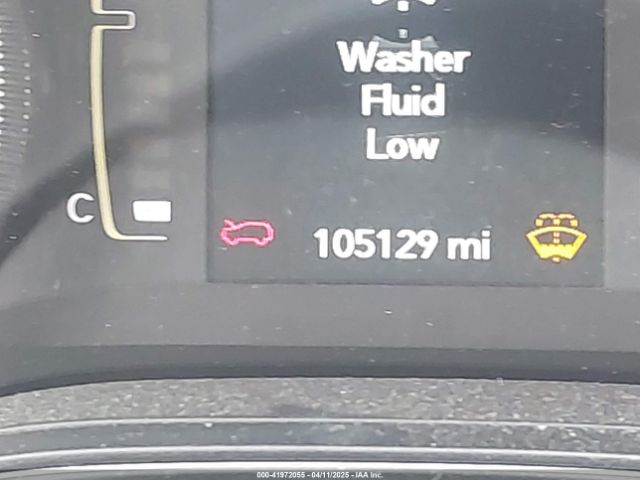 Washer
Fluid
Low
C
105129 mi
000-41972055 - 04/11/2025 - IAA Inc.